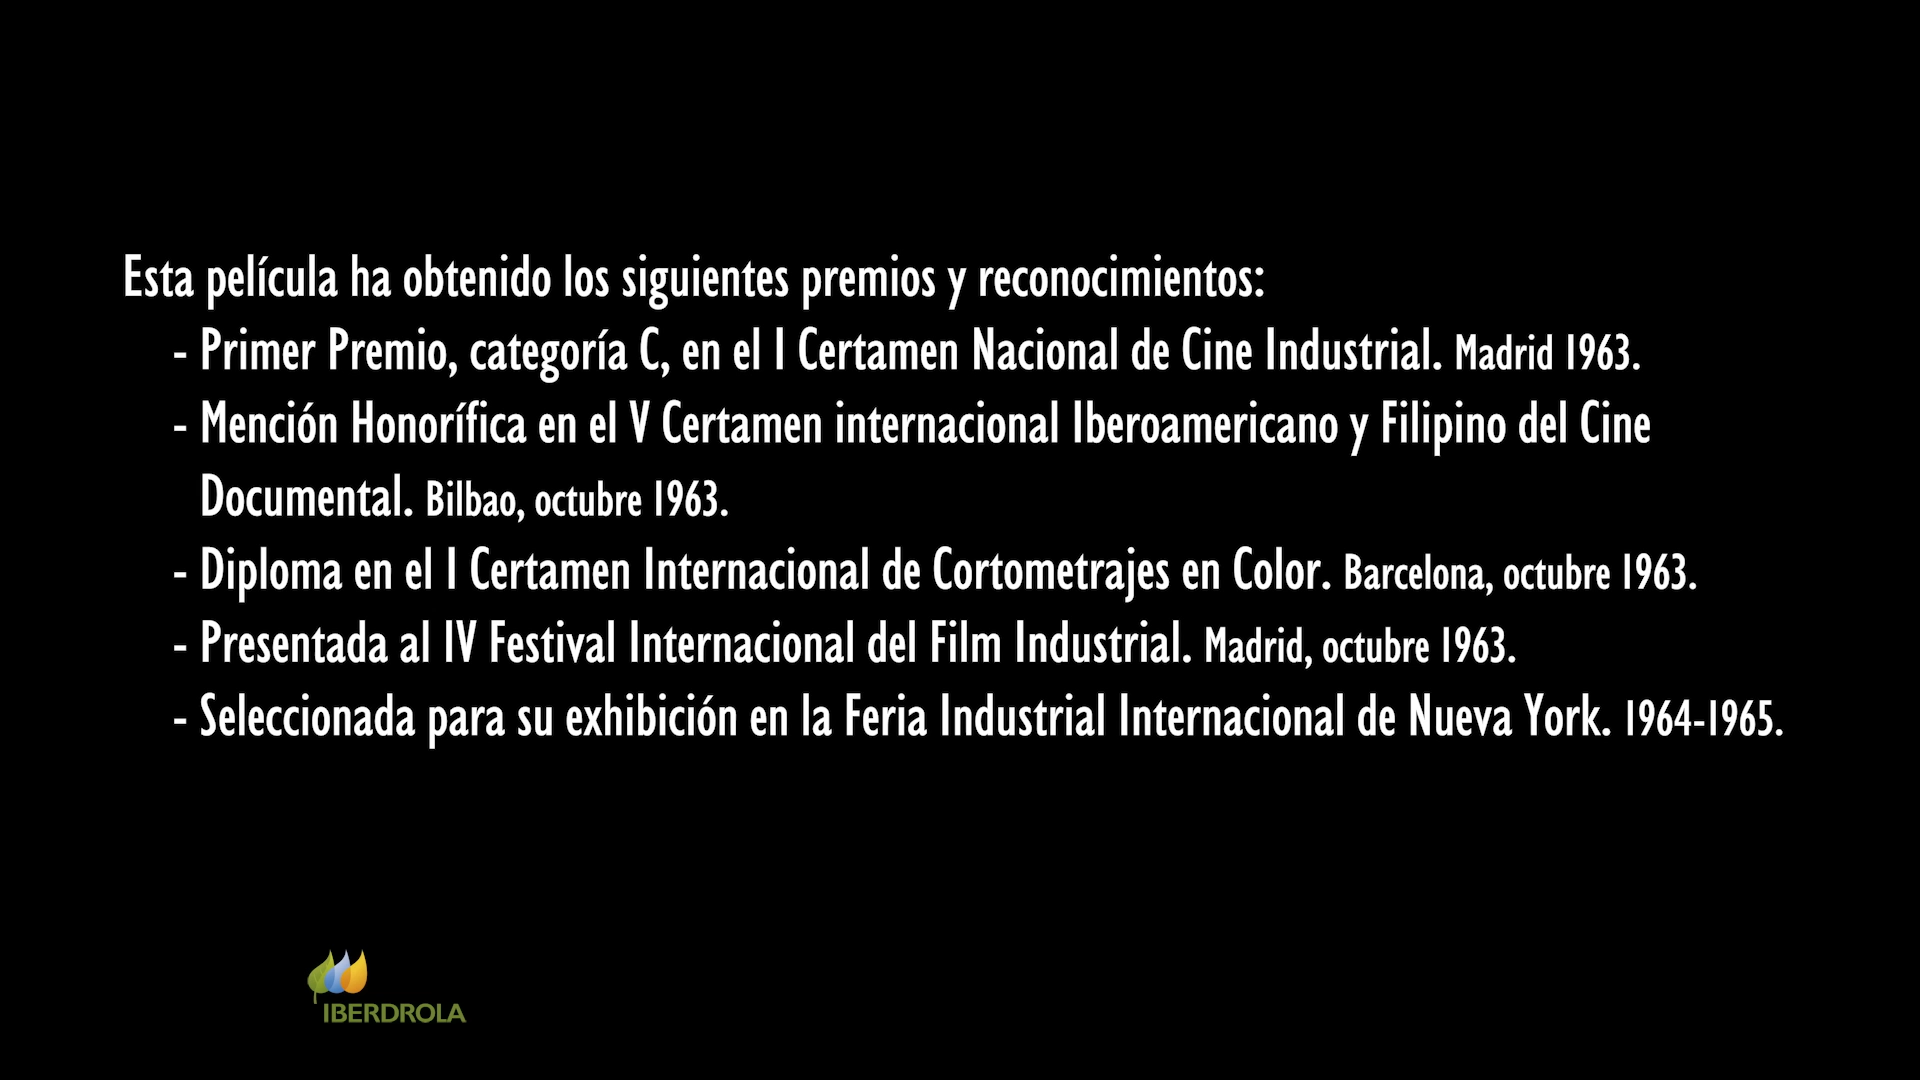 Esta película ha obtenido los siguientes premios y reconocimientos:
- Primer Premio, categoría C, en el I Certamen Nacional de Cine Industrial. Madrid 1963.
- Mención Honorífica en el V Certamen internacional Iberoamericano y Filipino del Cine
Documental. Bilbao, octubre 1963.
- Diploma en el I Certamen Internacional de Cortometrajes en Color. Barcelona, octubre 1963.
- Presentada al IV Festival Internacional del Film Industrial. Madrid, octubre 1963.
- Seleccionada para su exhibición en la Feria Industrial Internacional de Nueva York. 1964-1965.
IBERDROLA